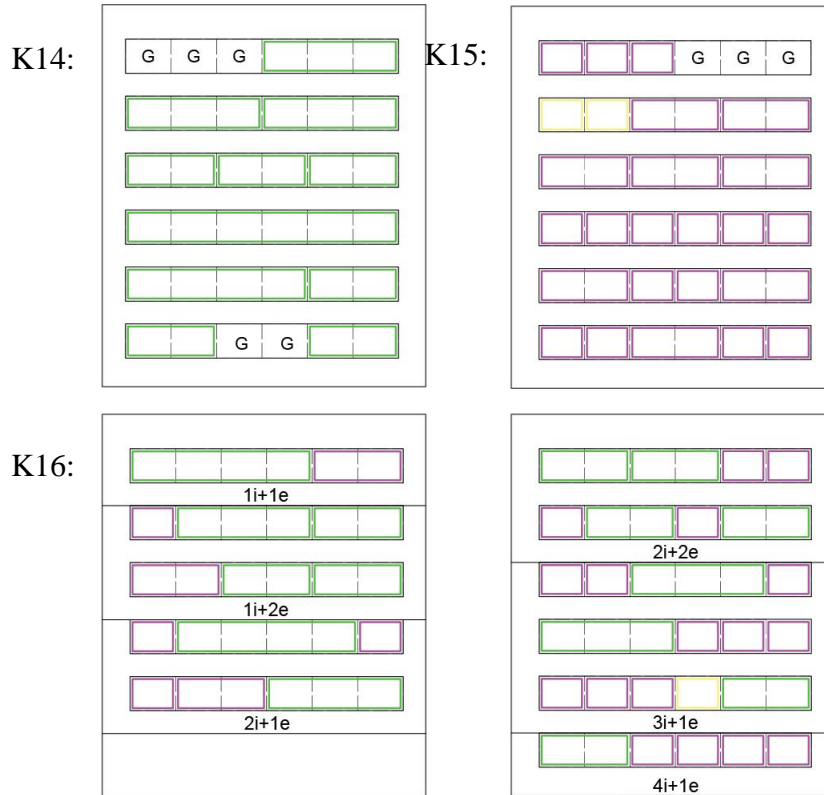 K14:
G G G
G G
K15:
G G G
K16:
1i+1e
1i+2e
2i+1e
2i+2e
3i+1e
4i+1e